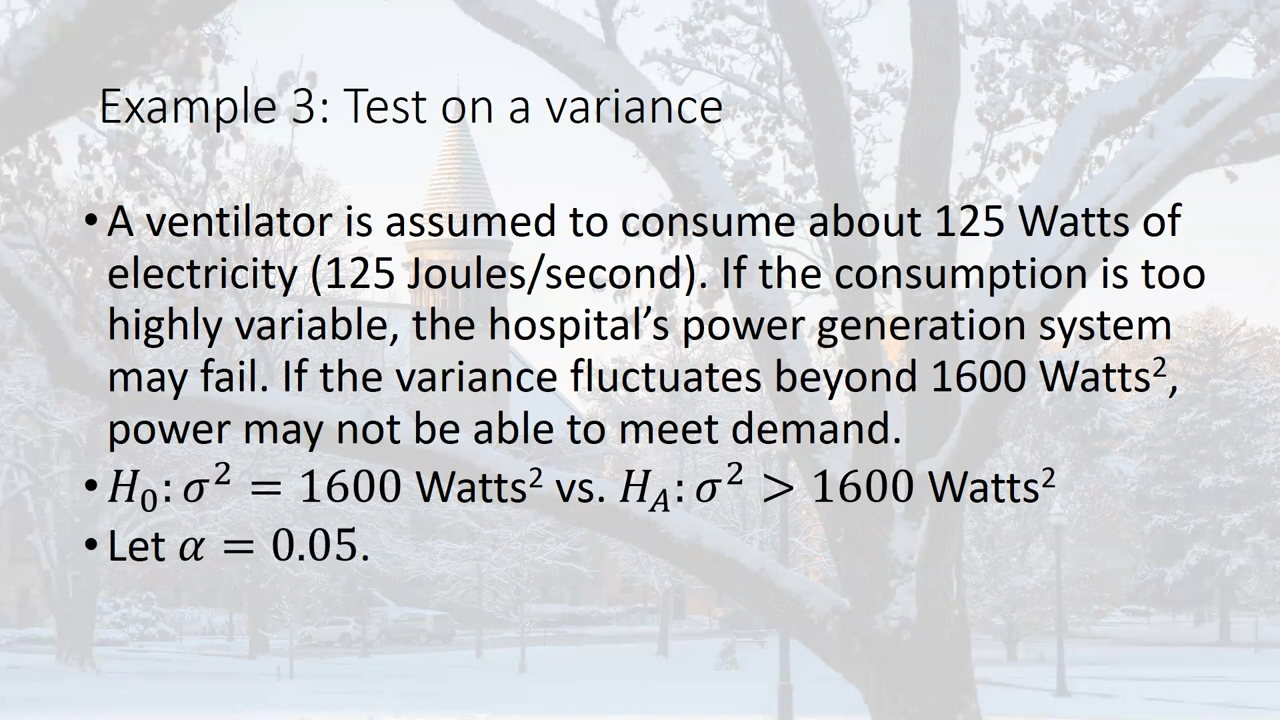 Example 3: Test on a variance
• A ventilator is assumed to consume about 125 Watts of
electricity (125 Joules/second). If the consumption is too
highly variable, the hospital’s power generation system
may fail. If the variance fluctuates beyond 1600 Watts²,
power may not be able to meet demand.
• H₀: σ² = 1600 Watts² vs. H_A: σ² > 1600 Watts²
• Let α = 0.05.